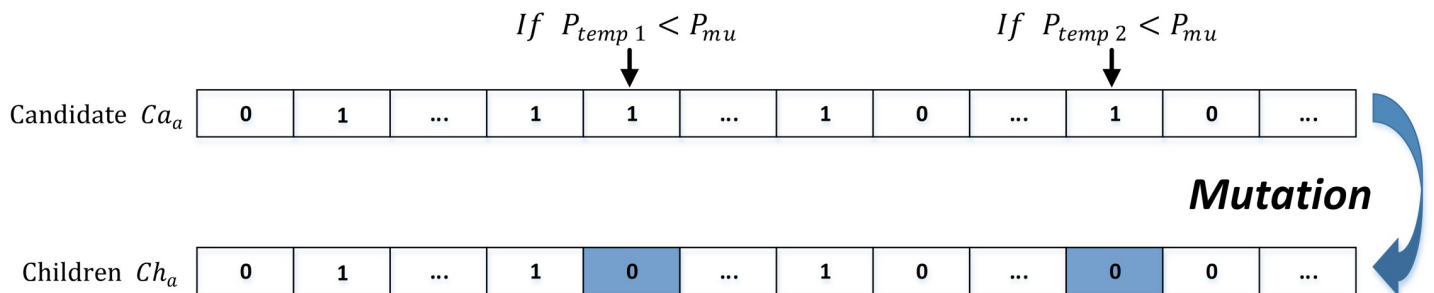 If P_temp 1 < P_mu If P_temp 2 < P_mu
Candidate Ca_a 0 1 ... 1 1 ... 1 0 ... 1 0 ...
Mutation
Children Ch_a 0 1 ... 1 0 ... 1 0 ... 0 0 ...